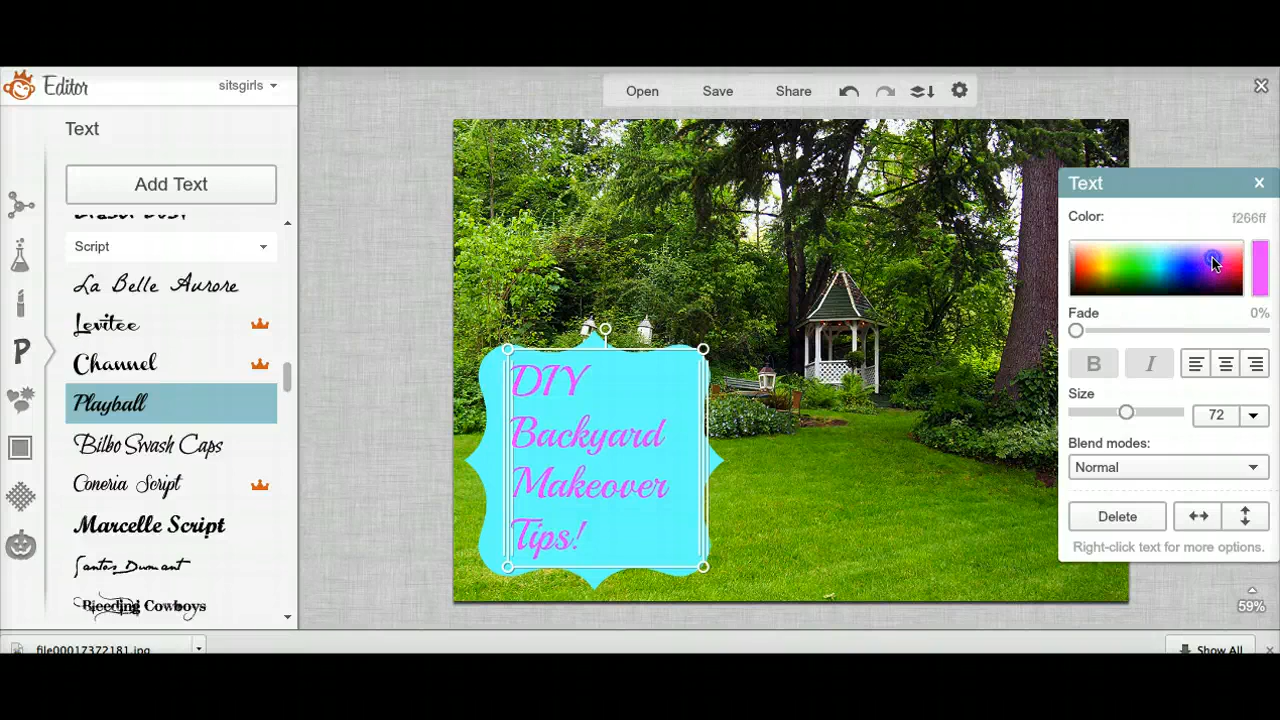 Editor
sitsgirls
Open
Save
Share
Text
Add Text
Script
La Belle Aurore
Levitee
Channel
Playball
Bilbo Swash Caps
Coneria Script
Marcelle Script
Santos Dumont
Bleeding Cowboys
DIY
Backyard
Makeover
Tips!
Text
Color:
f266ff
Fade
0%
B
I
Size
72
Blend modes:
Normal
Delete
Right-click text for more options.
59%
file00017372181.jpg
Show All